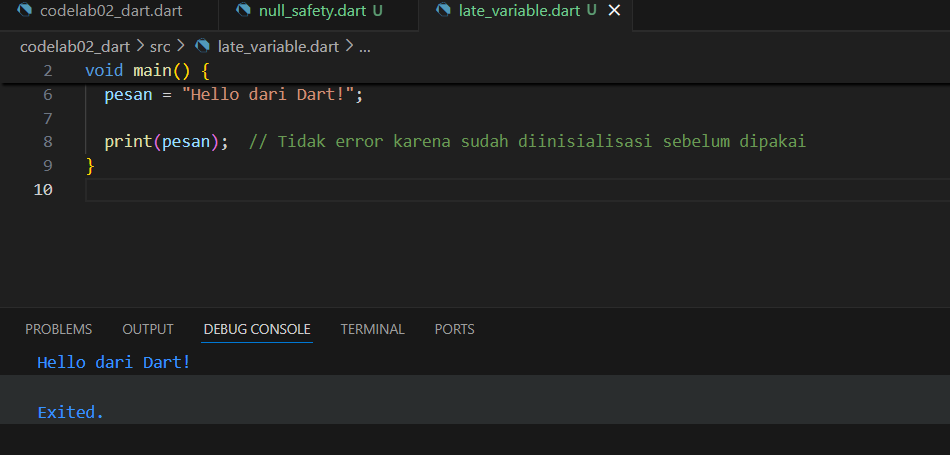 codelab02_dart.dart null_safety.dart U late_variable.dart U
codelab02_dart > src > late_variable.dart > ...
2 void main() {
6 pesan = "Hello dari Dart!";
7
8 print(pesan); // Tidak error karena sudah diinisialisasi sebelum dipakai
9 }
10
PROBLEMS OUTPUT DEBUG CONSOLE TERMINAL PORTS
Hello dari Dart!
Exited.